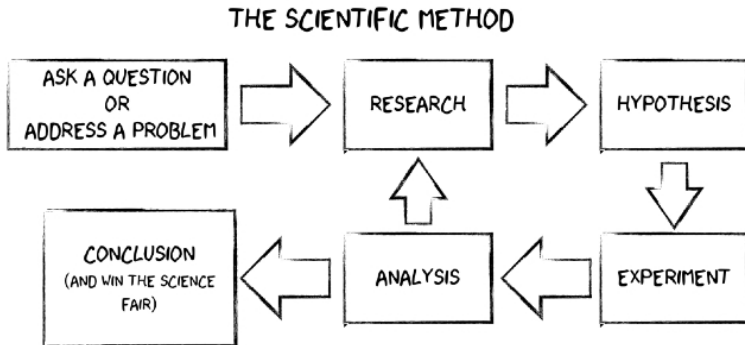 THE SCIENTIFIC METHOD
ASK A QUESTION
OR
ADDRESS A PROBLEM
RESEARCH
HYPOTHESIS
CONCLUSION
(AND WIN THE SCIENCE
FAIR)
ANALYSIS
EXPERIMENT